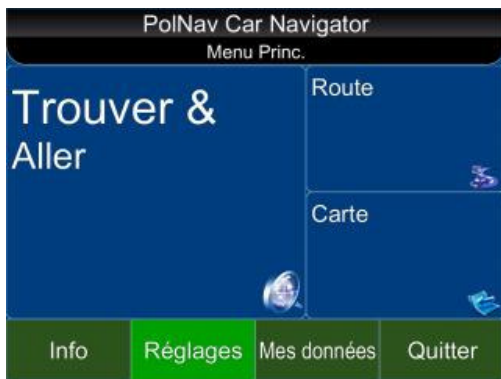 PolNav Car Navigator
Menu Princ.
Trouver &
Aller
Route
Carte
Info
Réglages
Mes données
Quitter